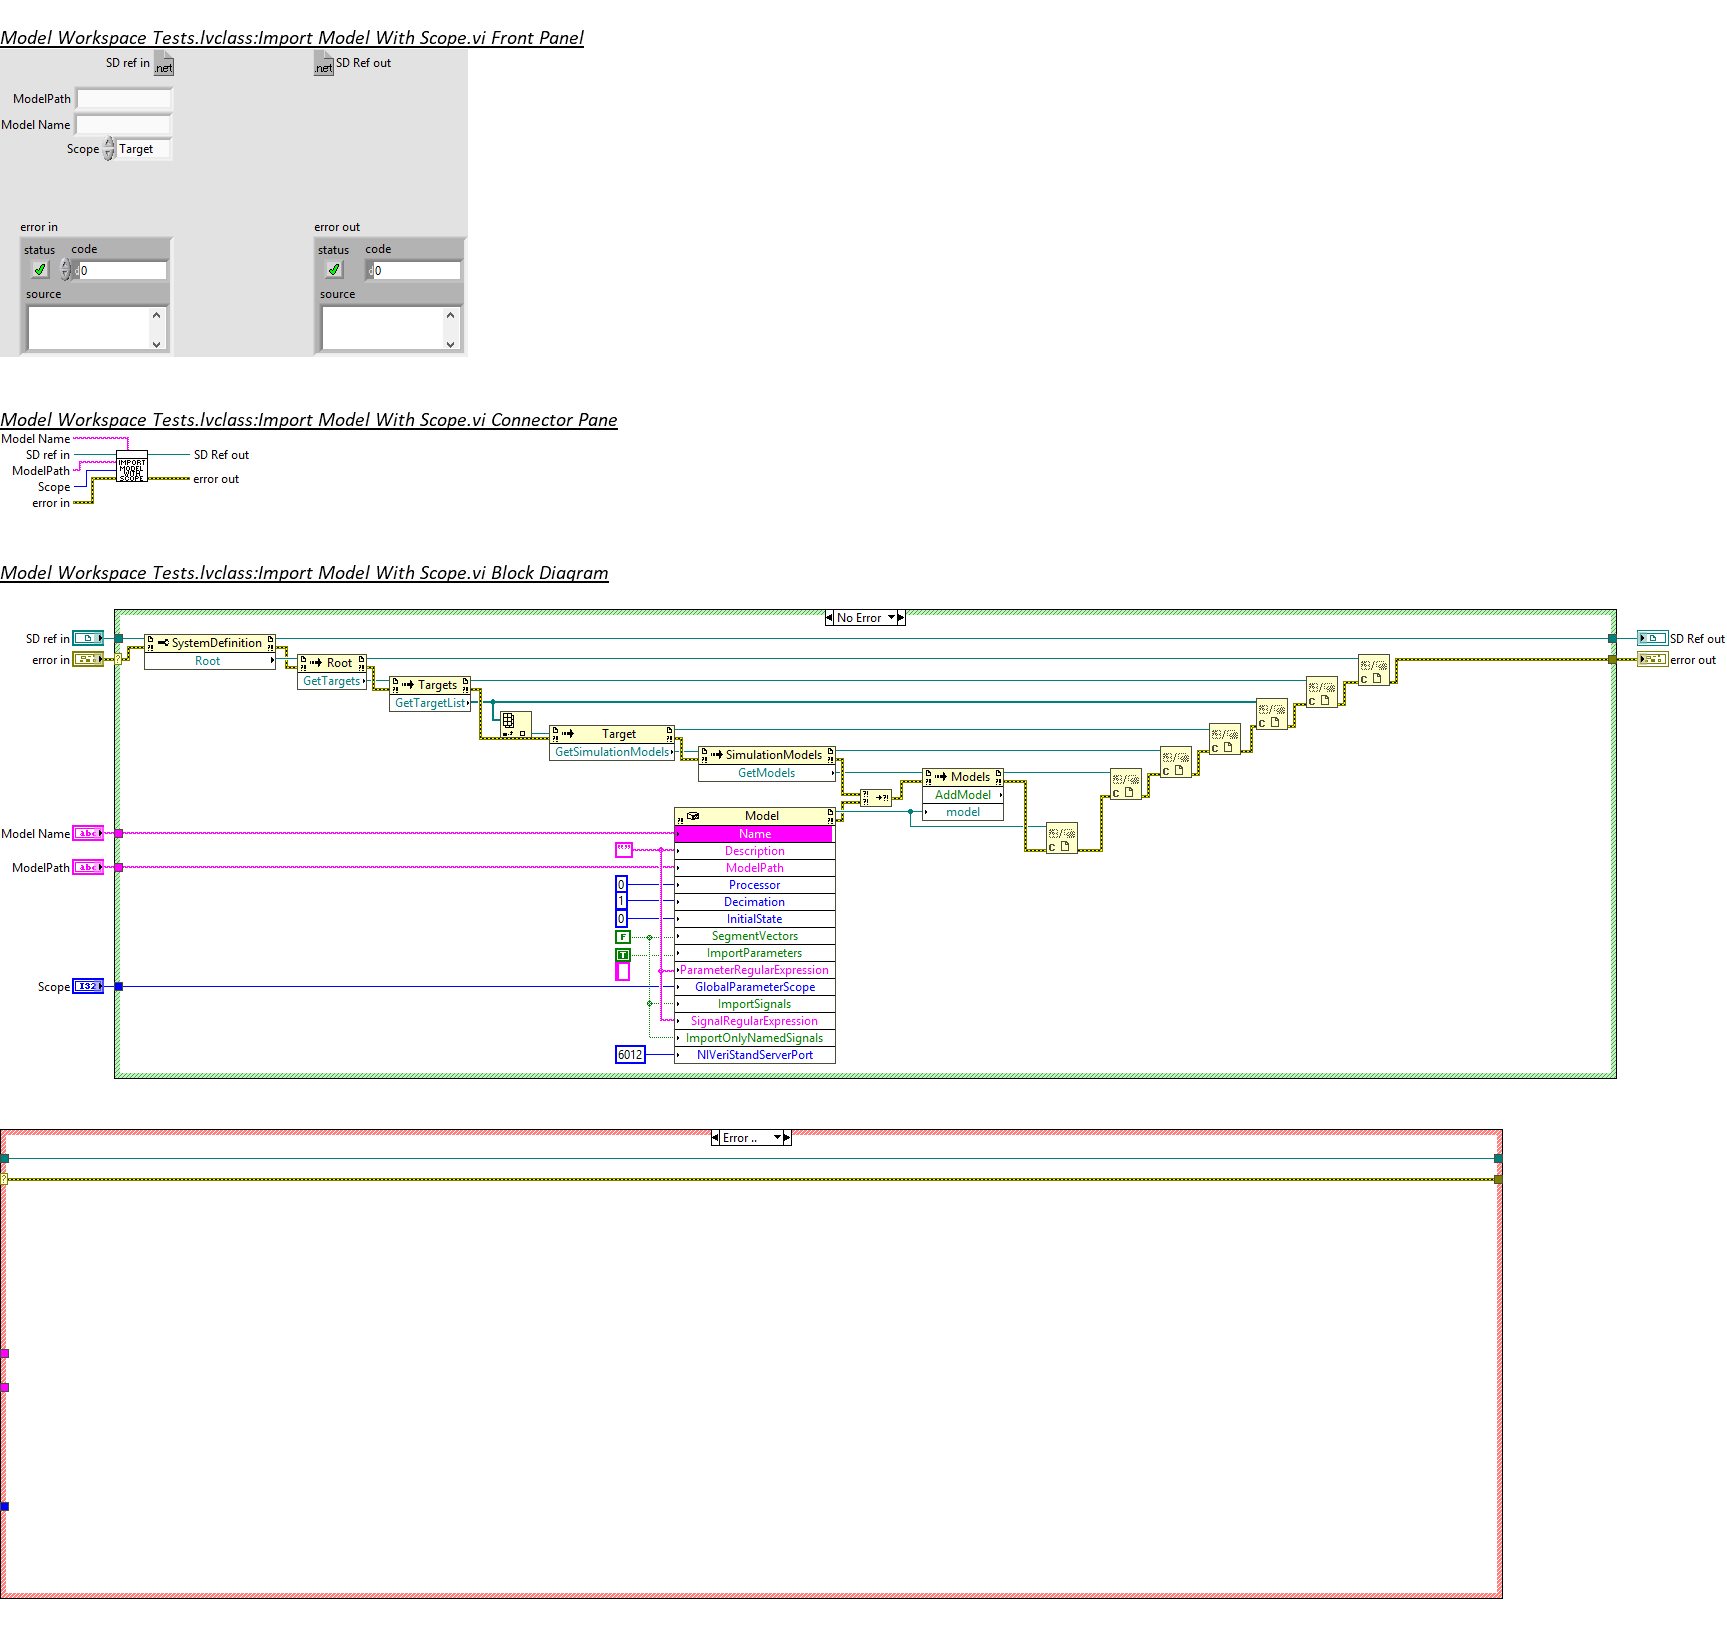 Model Workspace Tests.lvclass:Import Model With Scope.vi Front Panel
SD ref in
.net
.net
SD Ref out
ModelPath
Model Name
Scope
Target
error in
error out
status
code
status
code
0
0
source
source
Model Workspace Tests.lvclass:Import Model With Scope.vi Connector Pane
Model Name
SD ref in
SD Ref out
ModelPath
IMPORT
MODEL
WITH
SCOPE
Scope
error out
error in
Model Workspace Tests.lvclass:Import Model With Scope.vi Block Diagram
No Error
SD ref in
SystemDefinition
SD Ref out
error in
Root
Root
error out
GetTargets
Targets
GetTargetList
Target
GetSimulationModels
SimulationModels
GetModels
Models
AddModel
model
Model
Model Name
abc
Name
Description
ModelPath
abc
ModelPath
0
Processor
1
Decimation
0
InitialState
F
SegmentVectors
T
ImportParameters
ParameterRegularExpression
Scope
I32
GlobalParameterScope
ImportSignals
SignalRegularExpression
ImportOnlyNamedSignals
6012
NIVeriStandServerPort
Error ..